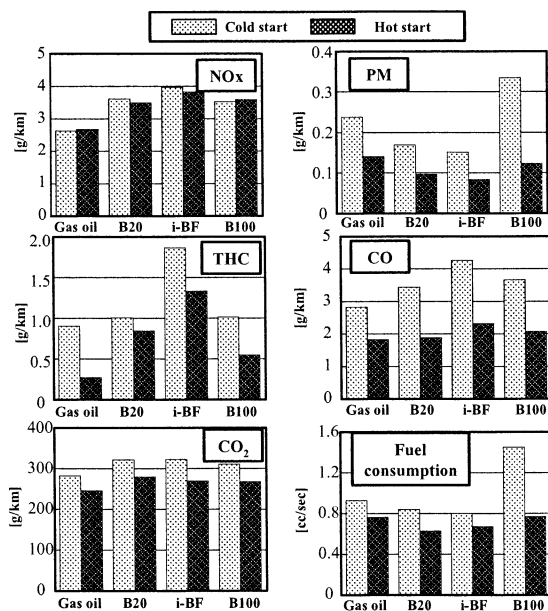 Cold start Hot start
NOx
[g/km]
5
4
3
2
1
0
Gas oil B20 i-BF B100
PM
[g/km]
0.4
0.3
0.2
0.1
0
Gas oil B20 i-BF B100
THC
[g/km]
2.0
1.5
1.0
0.5
0
Gas oil B20 i-BF B100
CO
[g/km]
5
4
3
2
1
0
Gas oil B20 i-BF B100
CO₂
[g/km]
400
300
200
100
0
Gas oil B20 i-BF B100
Fuel
consumption
[cc/sec]
1.6
1.2
0.8
0.4
0
Gas oil B20 i-BF B100